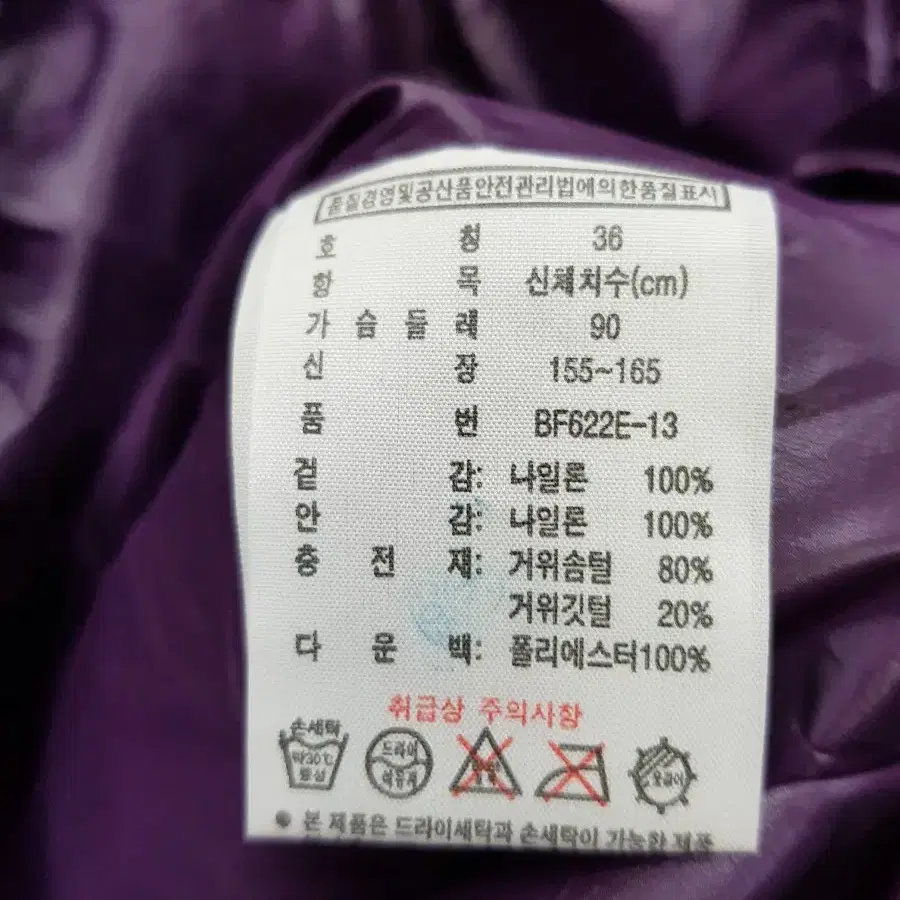 품질경영및공산품안전관리법에의한품질표시
호 칭 36
항 목 신체치수(cm)
가 슴 둘 레 90
신 장 155~165
품 번 BF622E-13
겉 감: 나일론 100%
안 감: 나일론 100%
충 전 재: 거위솜털 80%
거위깃털 20%
다 운 백: 폴리에스터100%
취급상 주의사항
손세탁
약30℃
중성
드라이
석유계
옷걸이
● 본 제품은 드라이세탁과 손세탁이 가능한 제품